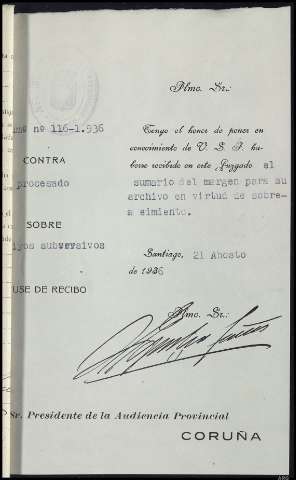 Ilmo. Sr.:
nº 116-1.936
Tengo el honor de poner en
conocimiento de V. S. I. ha-
berse recibido en este Juzgado el
sumario del margen para su
archivo en virtud de sobre-
seimiento.
CONTRA
procesado
SOBRE
subversivos
Santiago, 21 Agosto
de 1936
USE DE RECIBO
Ilmo. Sr.:
Sr. Presidente de la Audiencia Provincial
CORUÑA